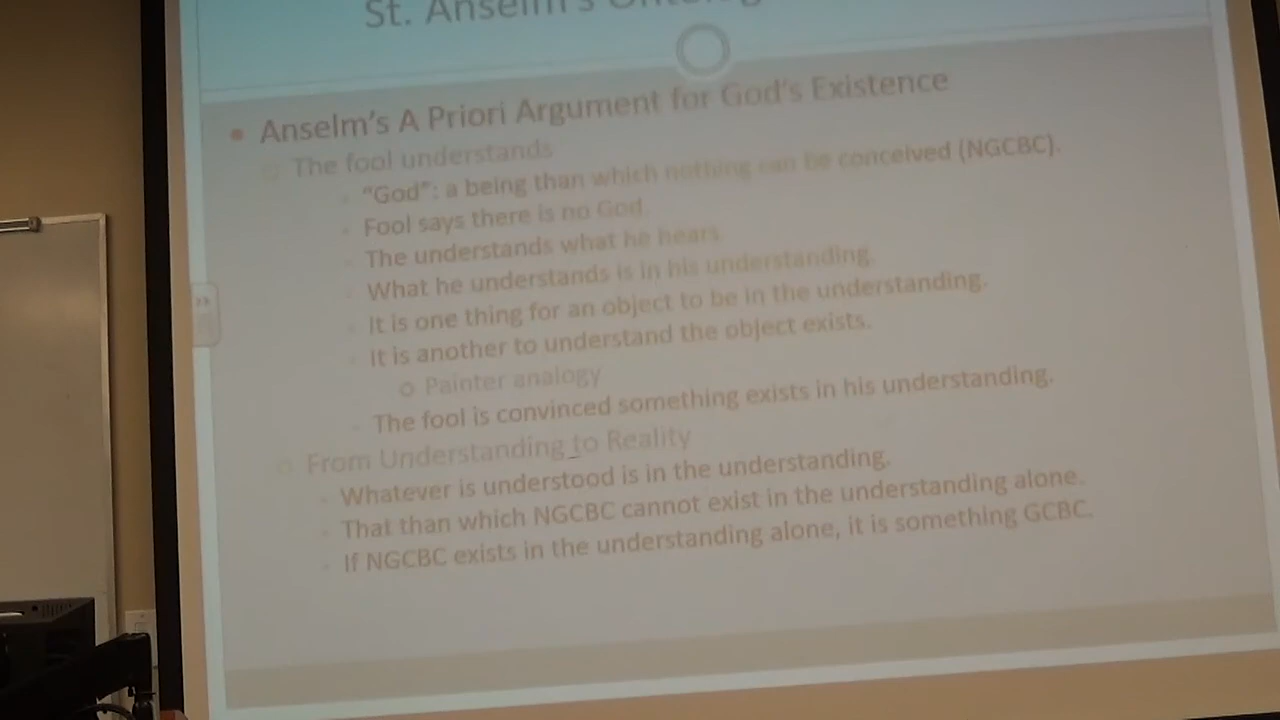 St. Anselm's Ontolog
Anselm's A Priori Argument for God's Existence
The fool understands
"God": a being than which nothing can be conceived (NGCBC).
Fool says there is no God.
The understands what he hears
What he understands is in his understanding.
It is one thing for an object to be in the understanding.
It is another to understand the object exists.
Painter analogy
The fool is convinced something exists in his understanding.
From Understanding to Reality
Whatever is understood is in the understanding.
That than which NGCBC cannot exist in the understanding alone.
If NGCBC exists in the understanding alone, it is something GCBC.